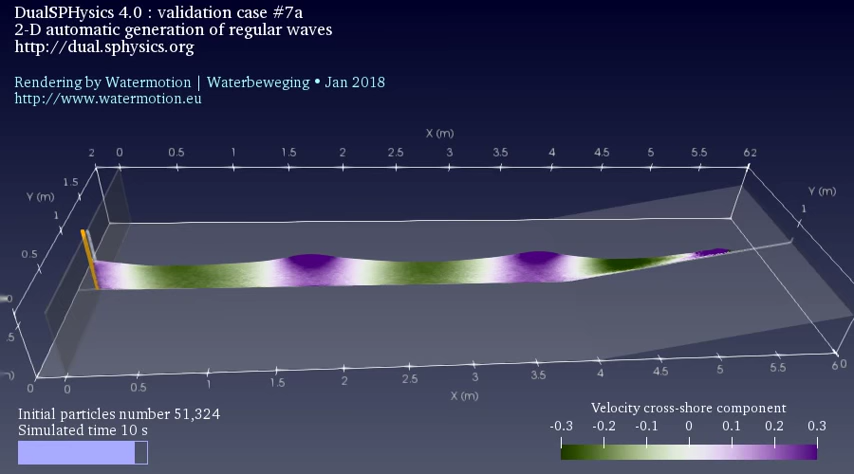 DualSPHysics 4.0 : validation case #7a
2-D automatic generation of regular waves
http://dual.sphysics.org
Rendering by Watermotion | Waterbeweging • Jan 2018
http://www.watermotion.eu
X (m)
2 0 0.5 1 1.5 2 2.5 3 3.5 4 4.5 5 5.5 62
1.5
Y (m)
1
0.5
Y (m)
1
0 0 0.5 1 1.5 2 2.5 3 3.5 4 4.5 5 5.5 6 0
X (m)
Initial particles number 51,324
Simulated time 10 s
Velocity cross-shore component
-0.3 -0.2 -0.1 0 0.1 0.2 0.3